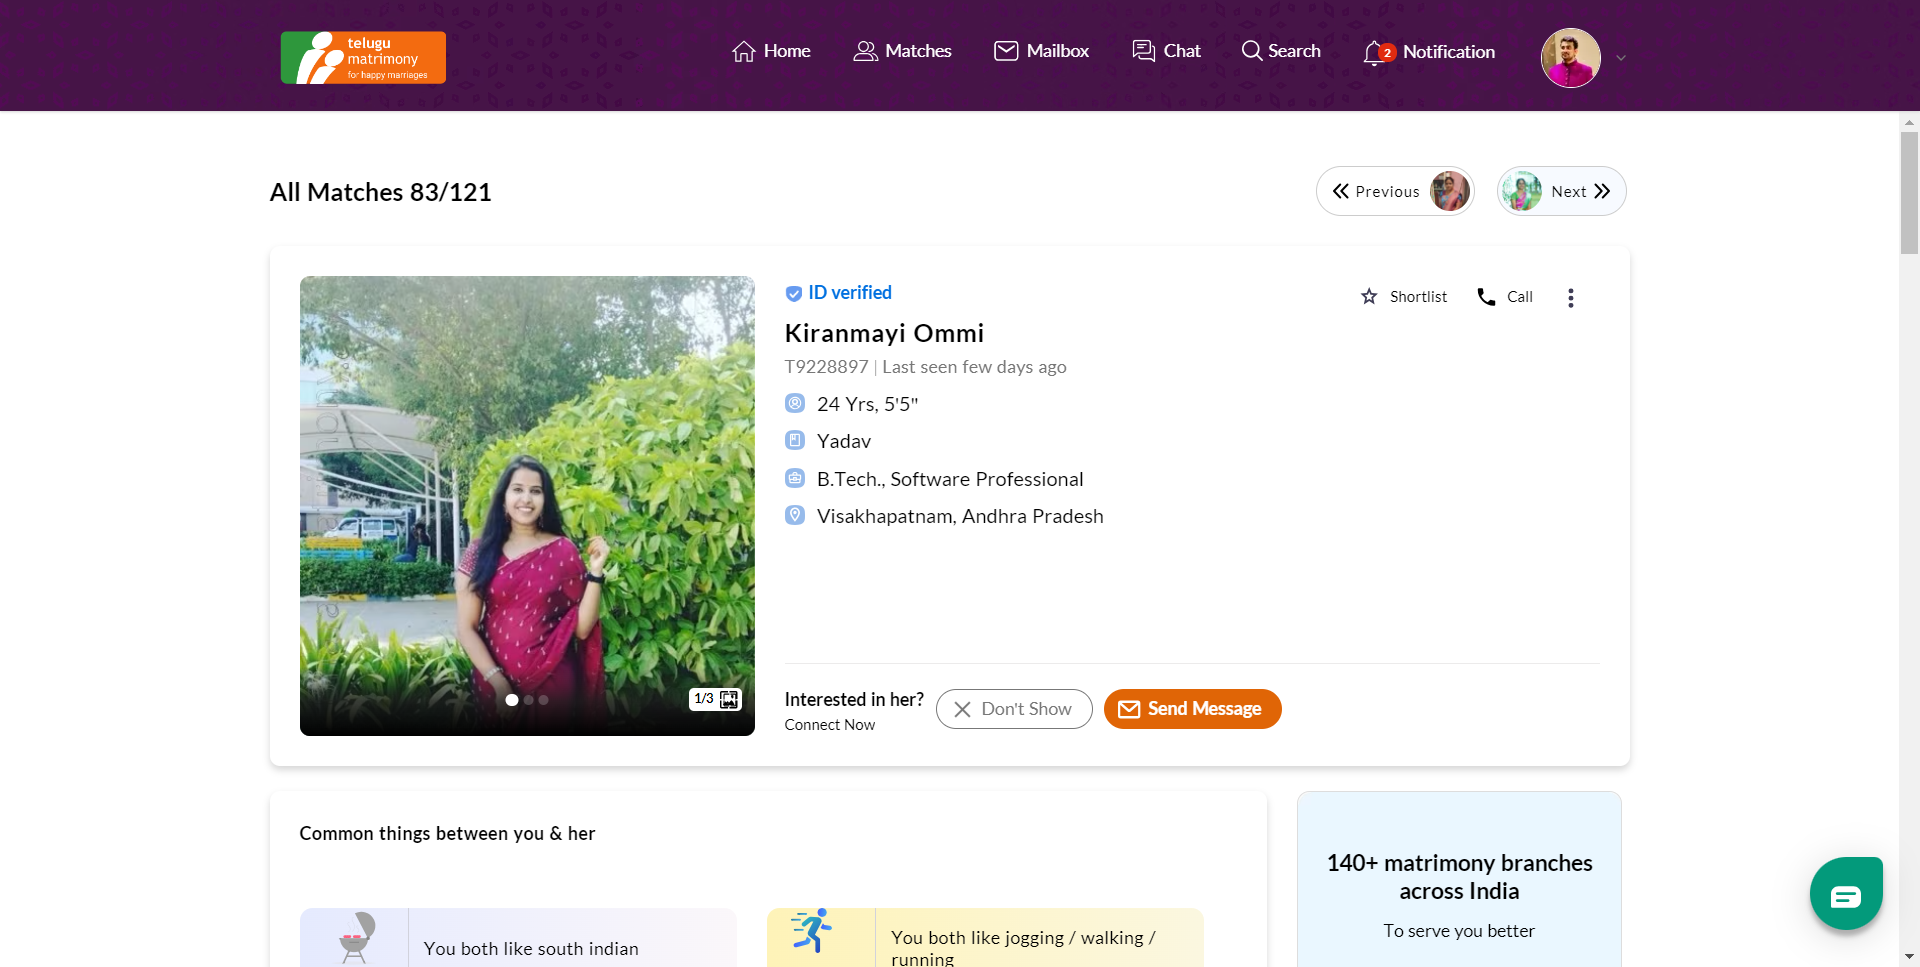 telugu
matrimony
for happy marriages
Home
Matches
Mailbox
Chat
Search
2
Notification
All Matches 83/121
Previous
Next
ID verified
Shortlist
Call
Kiranmayi Ommi
T9228897 | Last seen few days ago
24 Yrs, 5'5"
Yadav
B.Tech., Software Professional
Visakhapatnam, Andhra Pradesh
1/3
Interested in her?
Connect Now
Don't Show
Send Message
Common things between you & her
You both like south indian
You both like jogging / walking /
running
140+ matrimony branches
across India
To serve you better